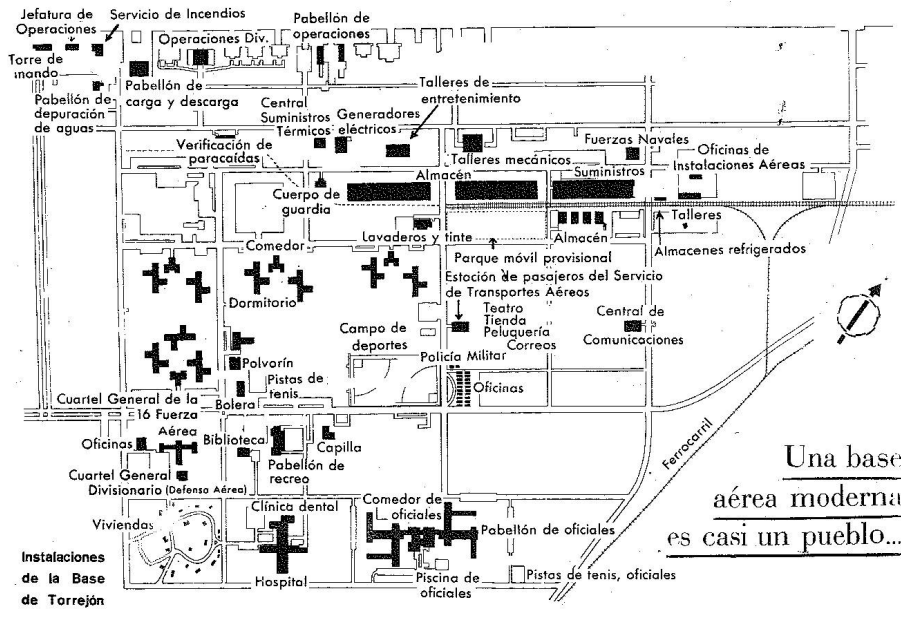 Jefatura de
Operaciones
Servicio de Incendios
Operaciones Div.
Pabellón de
operaciones
Torre de
mando
Pabellón de
depuración
de aguas
Pabellón de
carga y descarga
Central
Suministros
Térmicos
Generadores
eléctricos
Talleres de
entretenimiento
Verificación de
paracaídas
Talleres mecánicos
Fuerzas Navales
Oficinas de
Instalaciones Aéreas
Almacén
Suministros
Cuerpo de
guardia
Talleres
Lavaderos y tinte
Almacén
Almacenes refrigerados
Comedor
Parque móvil provisional
Estación de pasajeros del Servicio
de Transportes Aéreos
Dormitorio
Teatro
Tienda
Peluquería
Correos
Central de
Comunicaciones
Campo de
deportes
Policía Militar
Polvorín
Pistas de
tenis
Oficinas
Cuartel General de la
16 Fuerza
Aérea
Bolera
Oficinas
Biblioteca
Capilla
Pabellón de
recreo
Ferrocarril
Cuartel General
Divisionario (Defensa Aérea)
Viviendas
Clínica dental
Comedor de
oficiales
Pabellón de oficiales
Hospital
Piscina de
oficiales
Pistas de tenis, oficiales
Instalaciones
de la Base
de Torrejón
Una base
aérea moderna
es casi un pueblo...